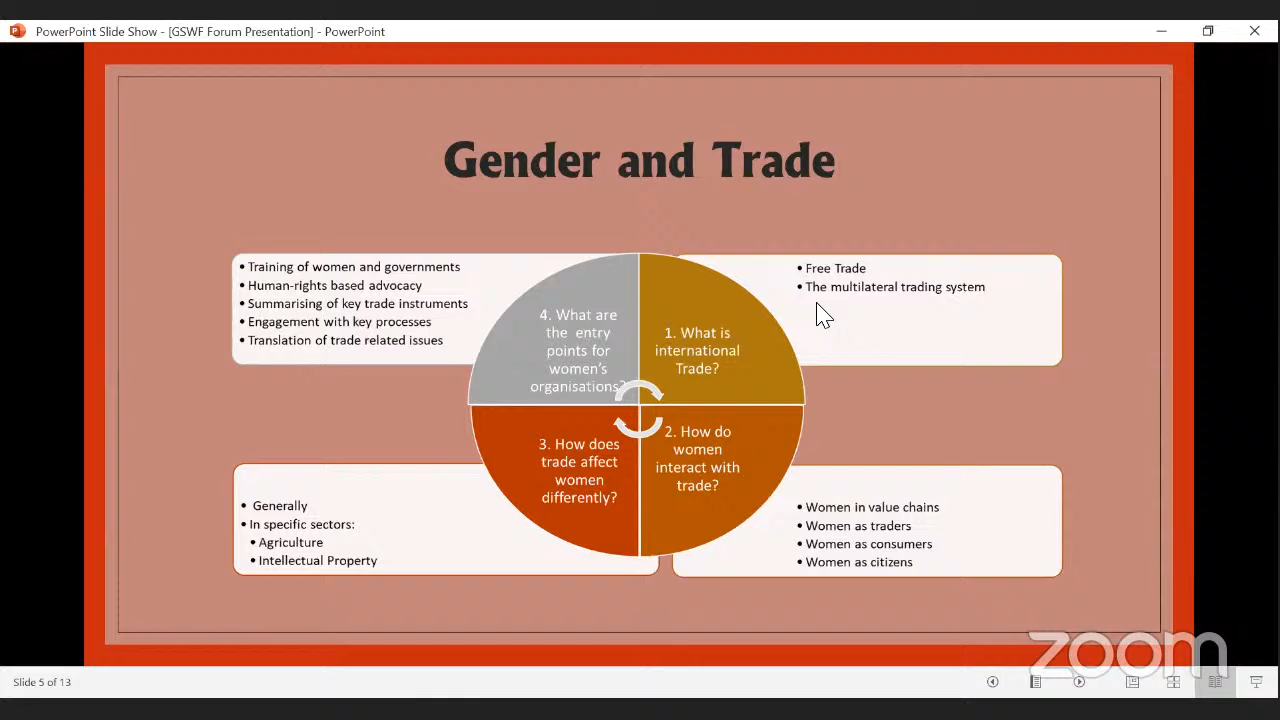 PowerPoint Slide Show - [GSWF Forum Presentation] - PowerPoint
Gender and Trade
• Training of women and governments
• Human-rights based advocacy
• Summarising of key trade instruments
• Engagement with key processes
• Translation of trade related issues
4. What are
the entry
points for
women's
organisations?
1. What is
international
Trade?
• Free Trade
• The multilateral trading system
3. How does
trade affect
women
differently?
2. How do
women
interact with
trade?
• Generally
• In specific sectors:
• Agriculture
• Intellectual Property
• Women in value chains
• Women as traders
• Women as consumers
• Women as citizens
zoom
Slide 5 of 13